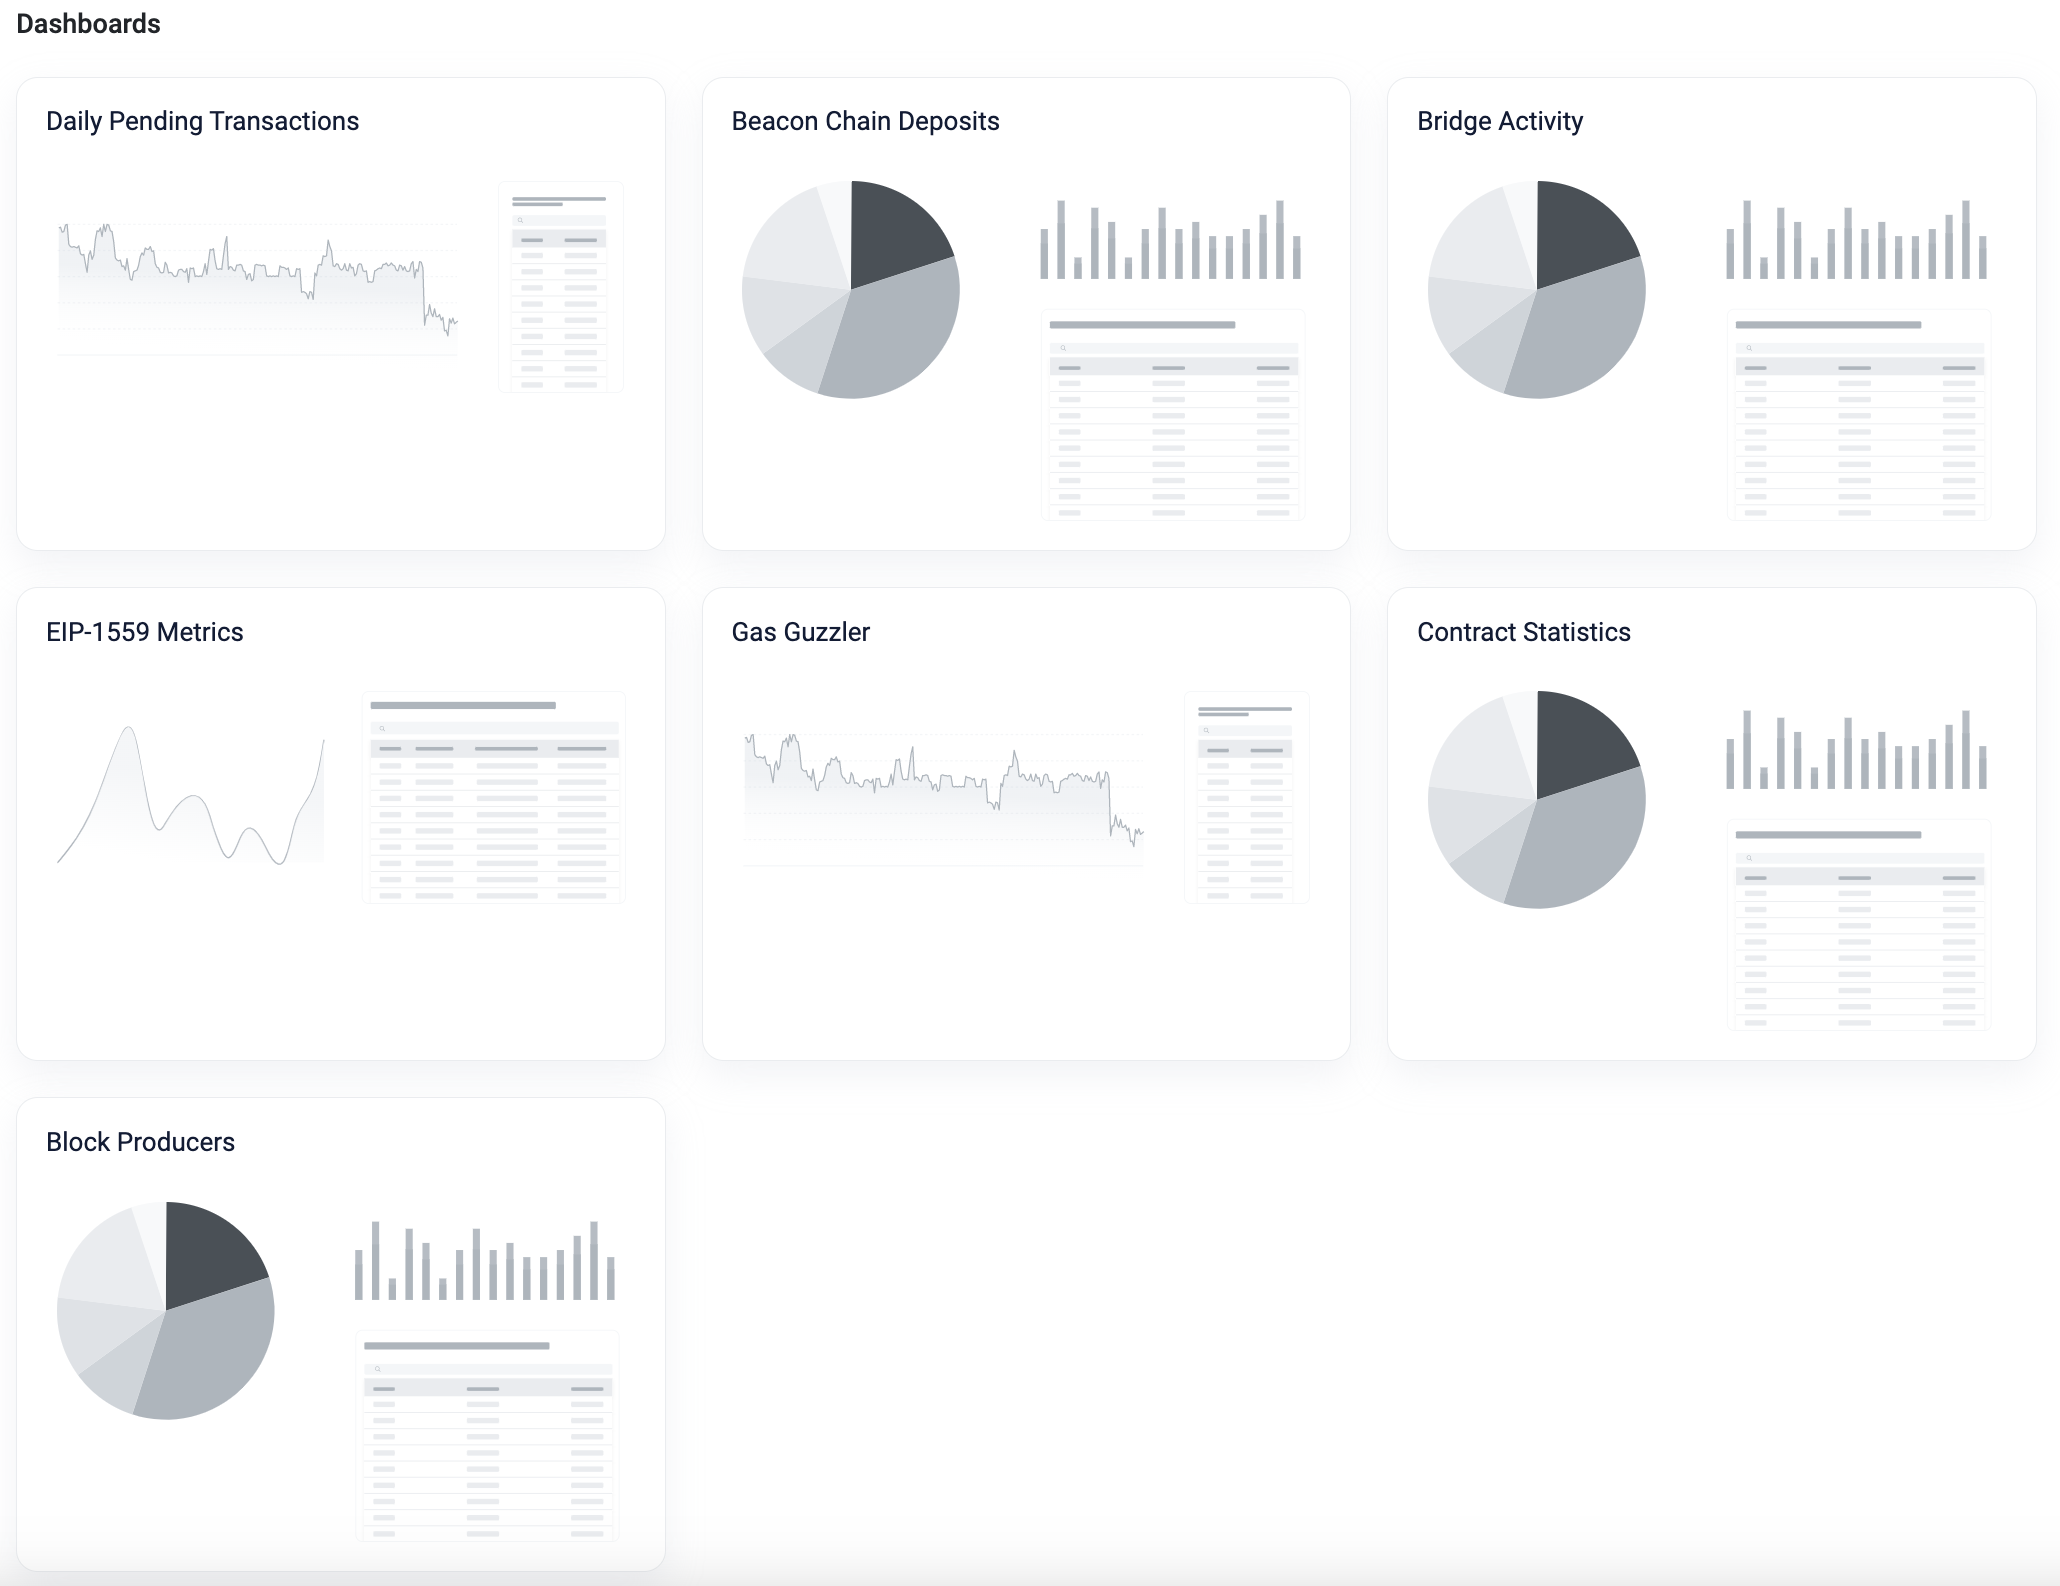 Dashboards
Daily Pending Transactions
Beacon Chain Deposits
Bridge Activity
EIP-1559 Metrics
Gas Guzzler
Contract Statistics
Block Producers